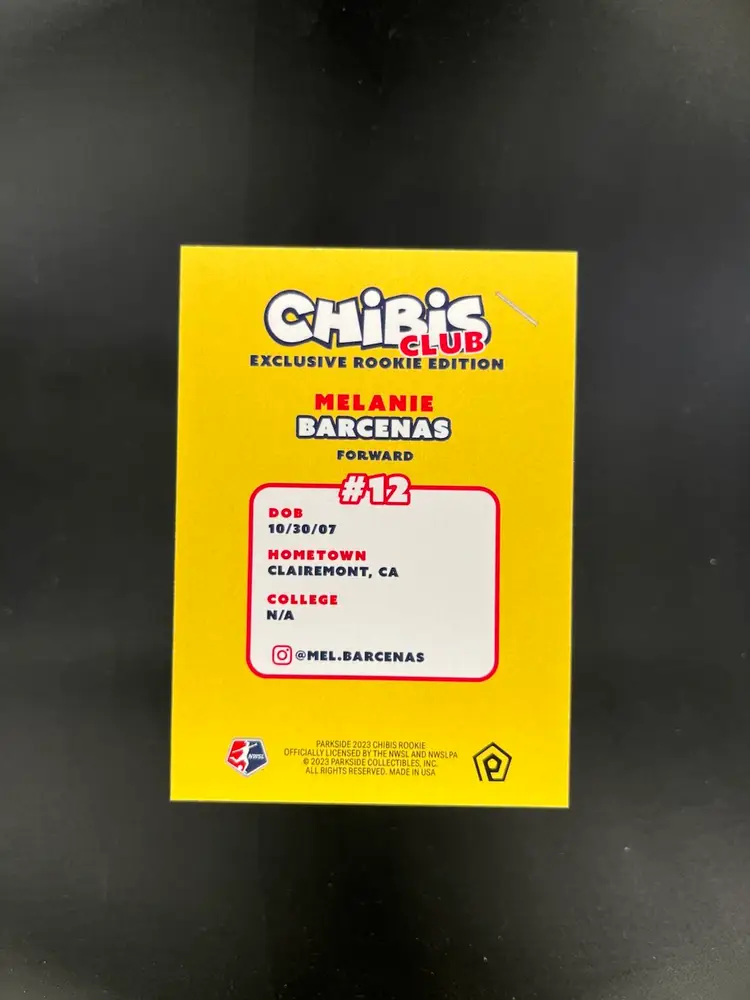 CHiBiS
CLUB
EXCLUSIVE ROOKIE EDITION
MELANIE
BARCENAS
FORWARD
#12
DOB
10/30/07
HOMETOWN
CLAIREMONT, CA
COLLEGE
N/A
@MEL.BARCENAS
NWSL
PARKSIDE 2023 CHIBIS ROOKIE
OFFICIALLY LICENSED BY THE NWSL AND NWSLPA
© 2023 PARKSIDE COLLECTIBLES, INC.
ALL RIGHTS RESERVED. MADE IN USA